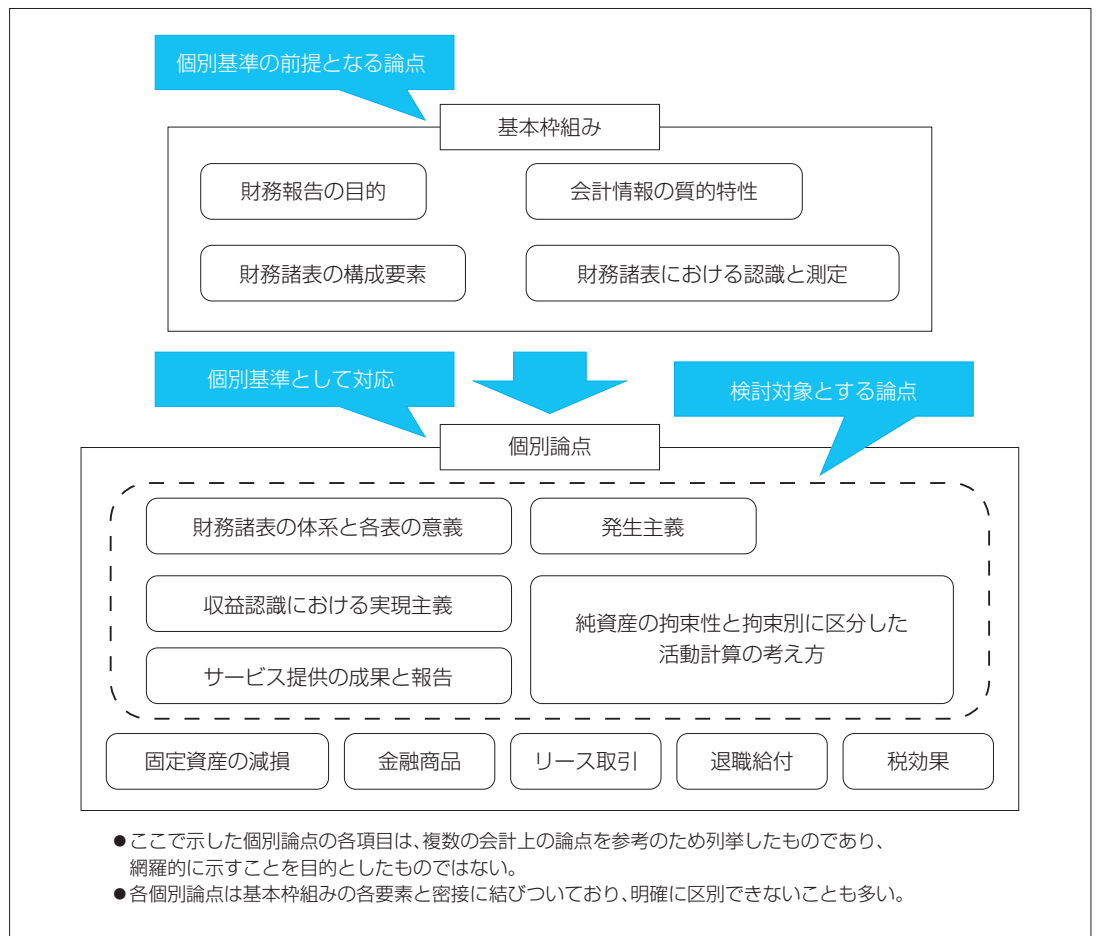 個別基準の前提となる論点
基本枠組み
財務報告の目的
会計情報の質的特性
財務諸表の構成要素
財務諸表における認識と測定
個別基準として対応
検討対象とする論点
個別論点
財務諸表の体系と各表の意義
発生主義
収益認識における実現主義
純資産の拘束性と拘束別に区分した
活動計算の考え方
サービス提供の成果と報告
固定資産の減損
金融商品
リース取引
退職給付
税効果
●ここで示した個別論点の各項目は、複数の会計上の論点を参考のため列挙したものであり、
網羅的に示すことを目的としたものではない。
●各個別論点は基本枠組みの各要素と密接に結びついており、明確に区別できないことも多い。